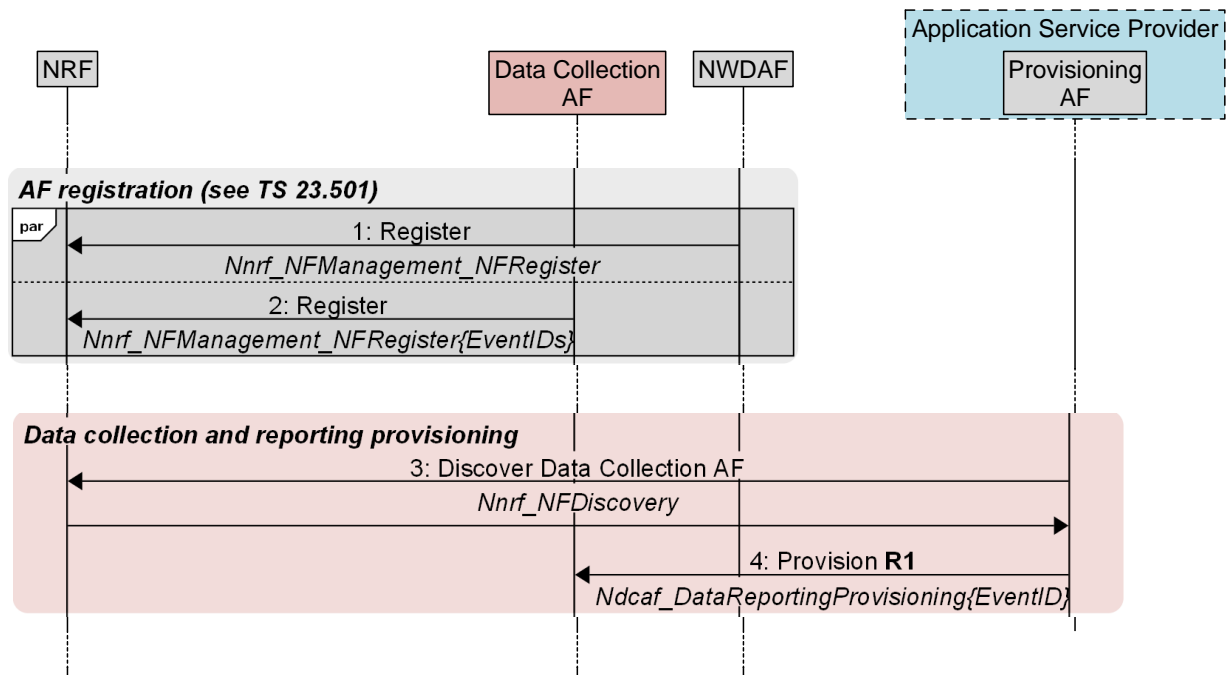 Application Service Provider
NRF
Data Collection
AF
NWDAF
Provisioning
AF
AF registration (see TS 23.501)
par
1: Register
Nnrf_NFManagement_NFRegister
2: Register
Nnrf_NFManagement_NFRegister{EventIDs}
Data collection and reporting provisioning
3: Discover Data Collection AF
Nnrf_NFDiscovery
4: Provision R1
Ndcaf_DataReportingProvisioning{EventID}